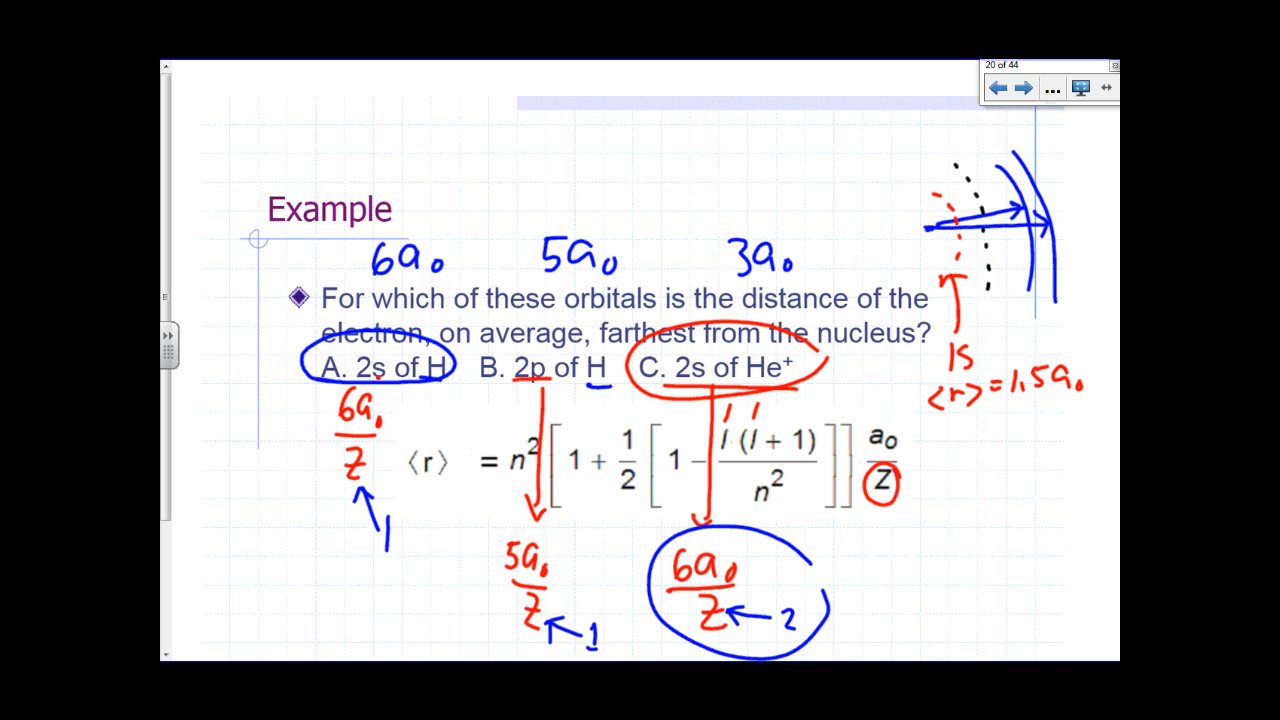 20 of 44
Example
6a₀ 5a₀ 3a₀
For which of these orbitals is the distance of the
electron, on average, farthest from the nucleus?
A. 2s of H B. 2p of H C. 2s of He⁺
1s
⟨r⟩ = 1.5a₀
6a₀/Z
1
⟨r⟩ = n²[1 + 1/2[1 − l(l + 1)/n²]] a₀/Z
5a₀/Z
1
6a₀/Z
2